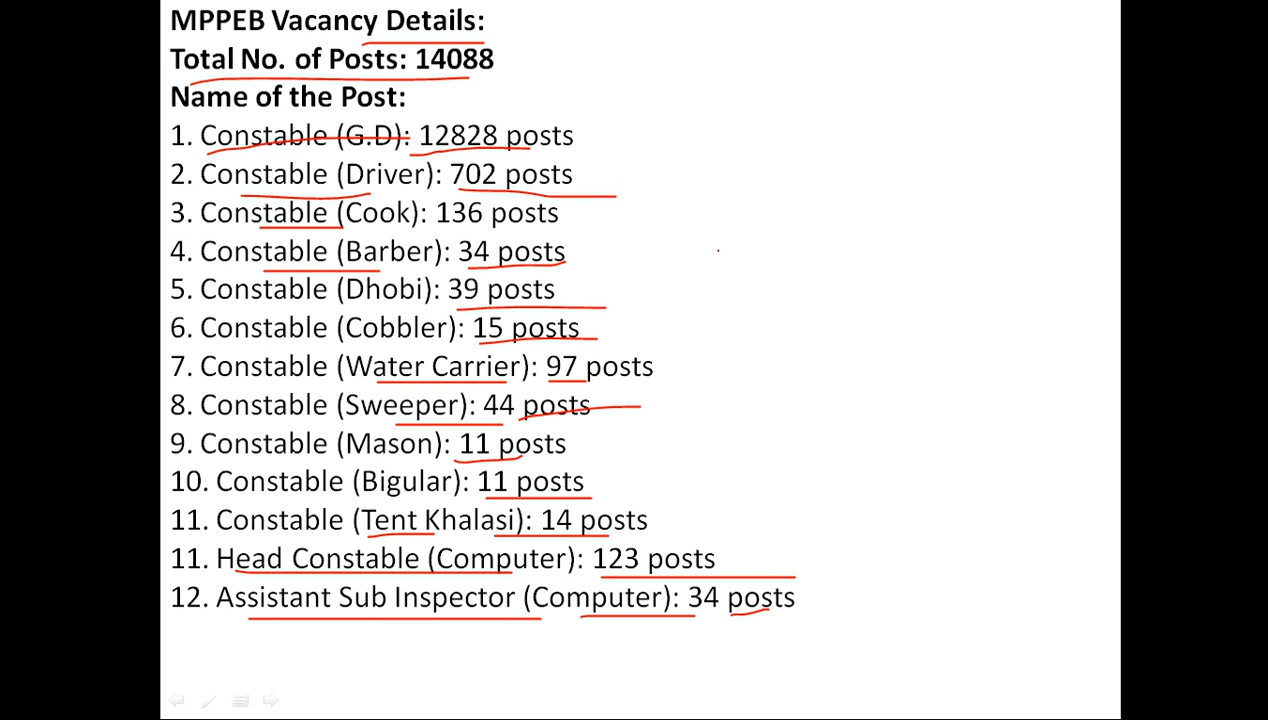 MPPEB Vacancy Details:
Total No. of Posts: 14088
Name of the Post:
1. Constable (G.D): 12828 posts
2. Constable (Driver): 702 posts
3. Constable (Cook): 136 posts
4. Constable (Barber): 34 posts
5. Constable (Dhobi): 39 posts
6. Constable (Cobbler): 15 posts
7. Constable (Water Carrier): 97 posts
8. Constable (Sweeper): 44 posts
9. Constable (Mason): 11 posts
10. Constable (Bigular): 11 posts
11. Constable (Tent Khalasi): 14 posts
11. Head Constable (Computer): 123 posts
12. Assistant Sub Inspector (Computer): 34 posts